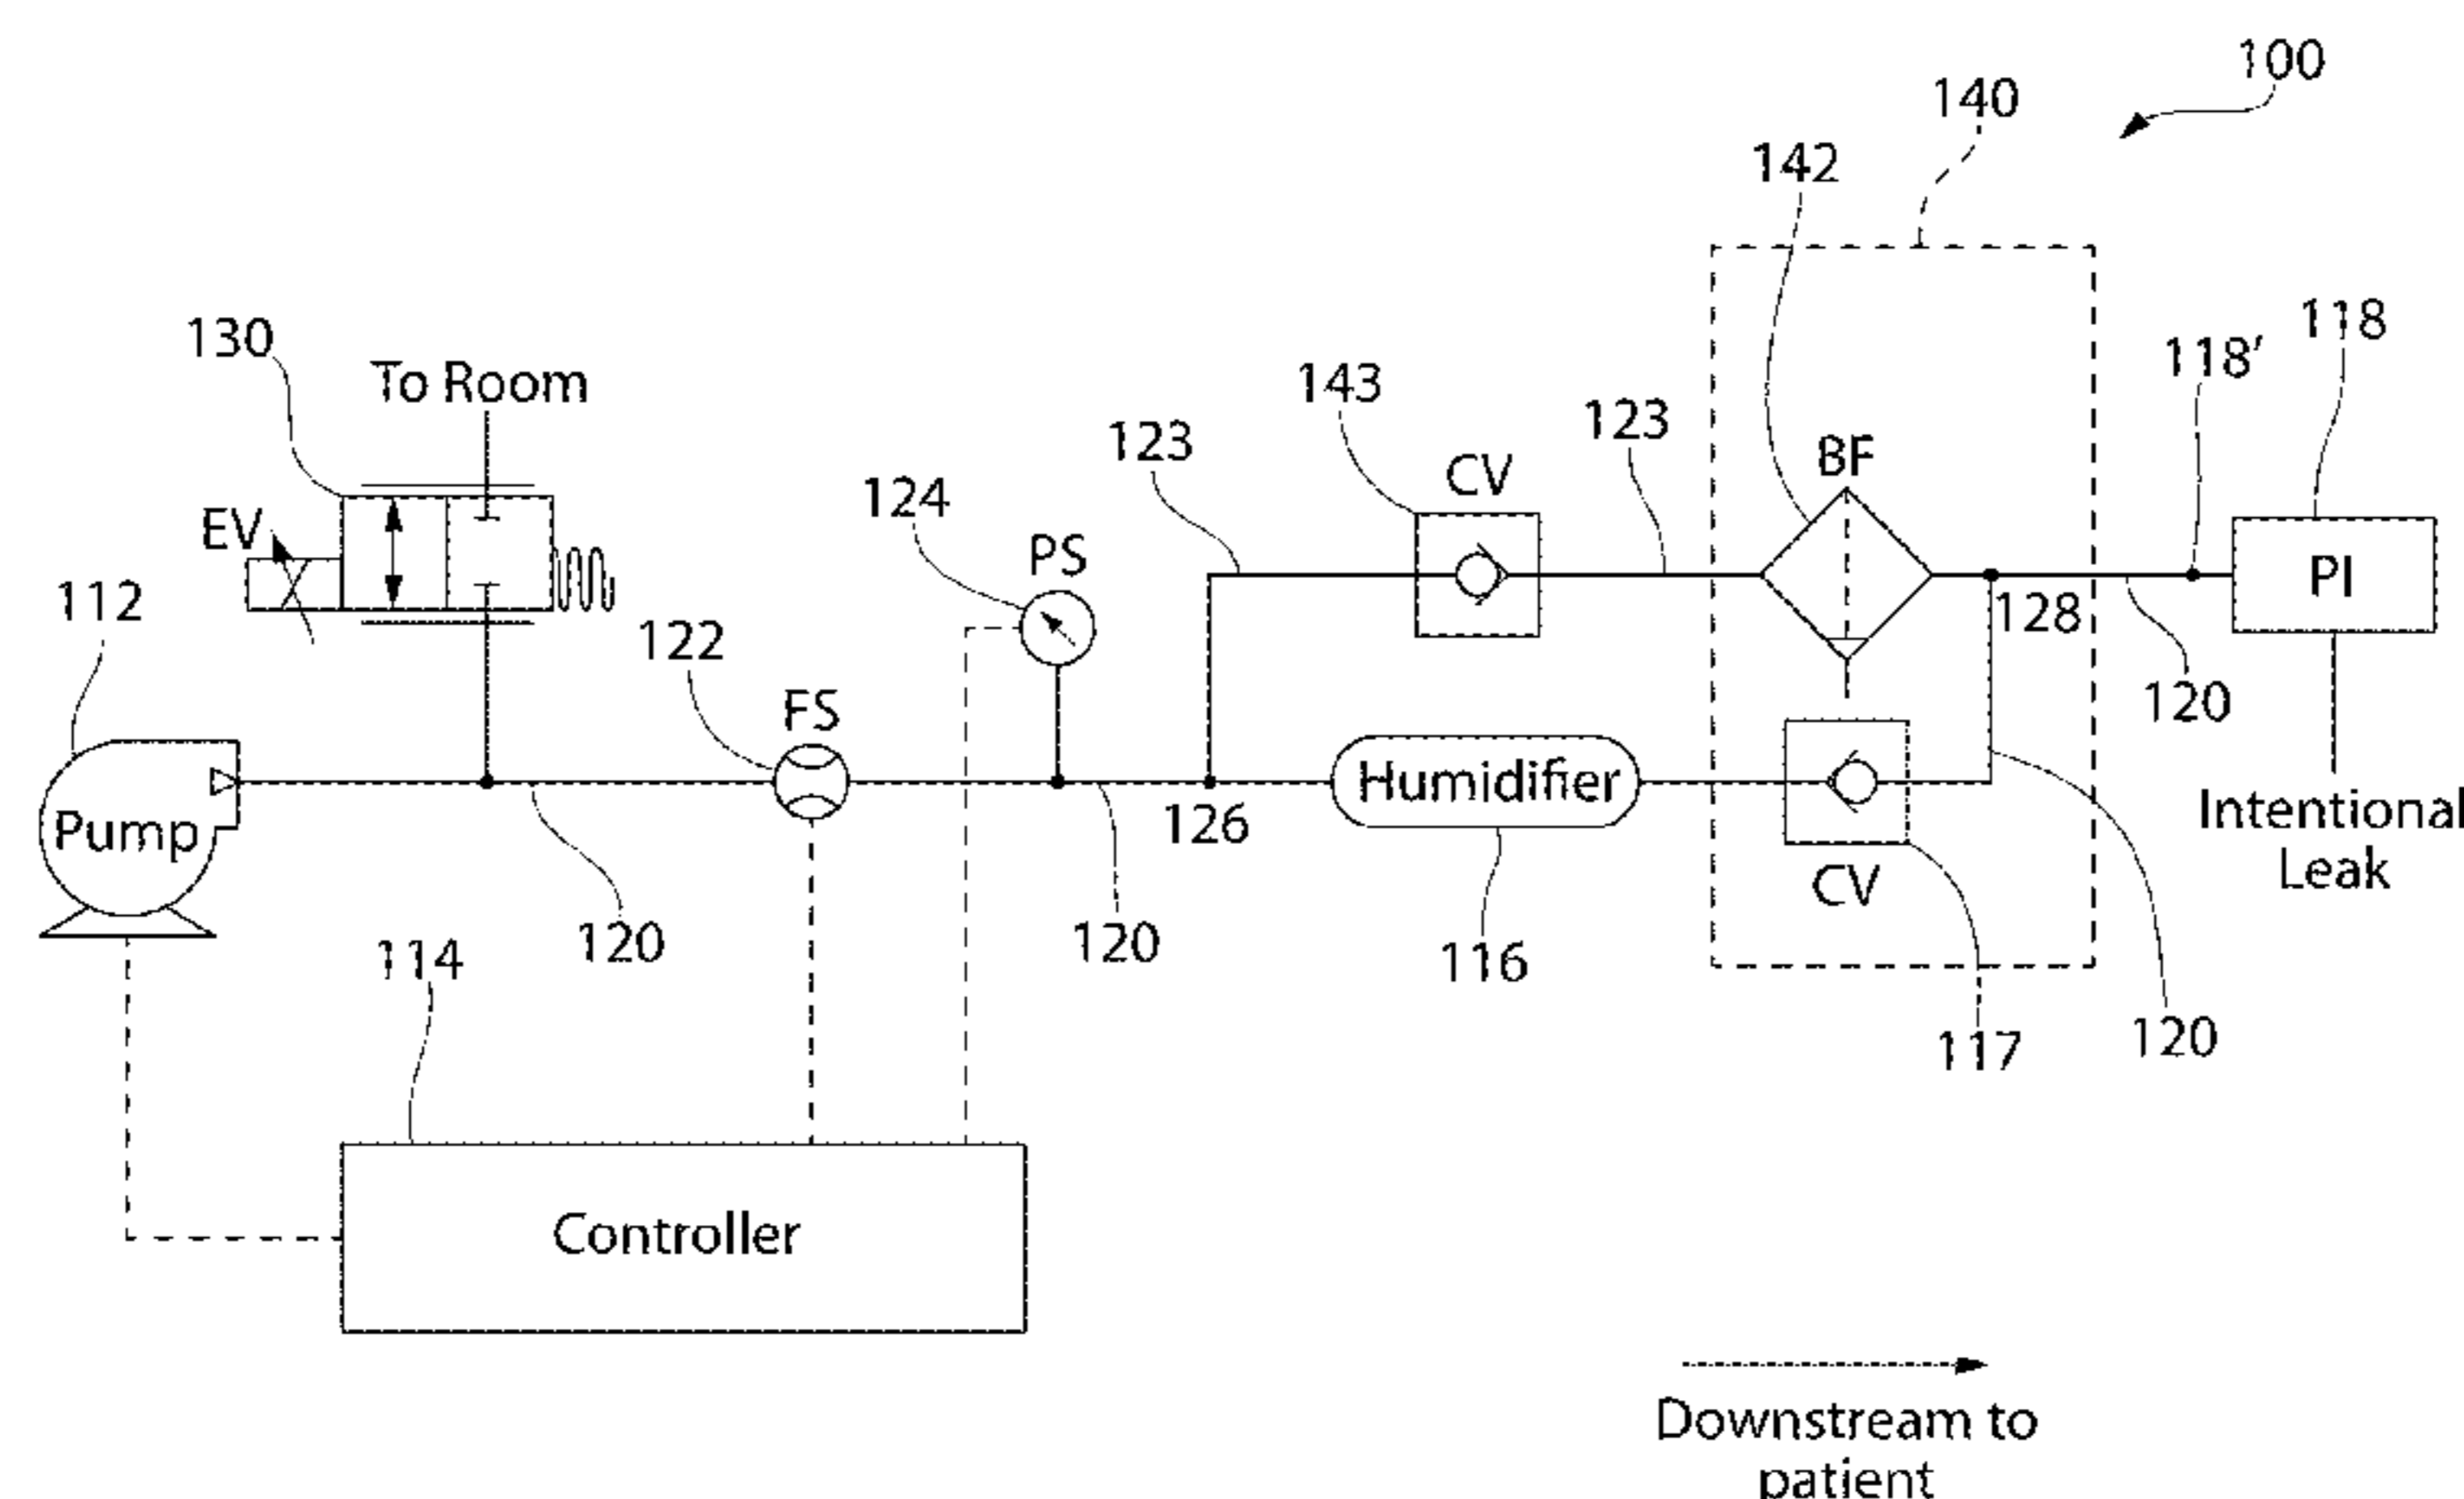 100
140
142
130
To Room
118
118'
143
123
123
BF
CV
124
EV
PS
PI
112
128
122
120
FS
Pump
Humidifier
126
Intentional
Leak
CV
120
120
114
116
117
120
Controller
Downstream to
patient